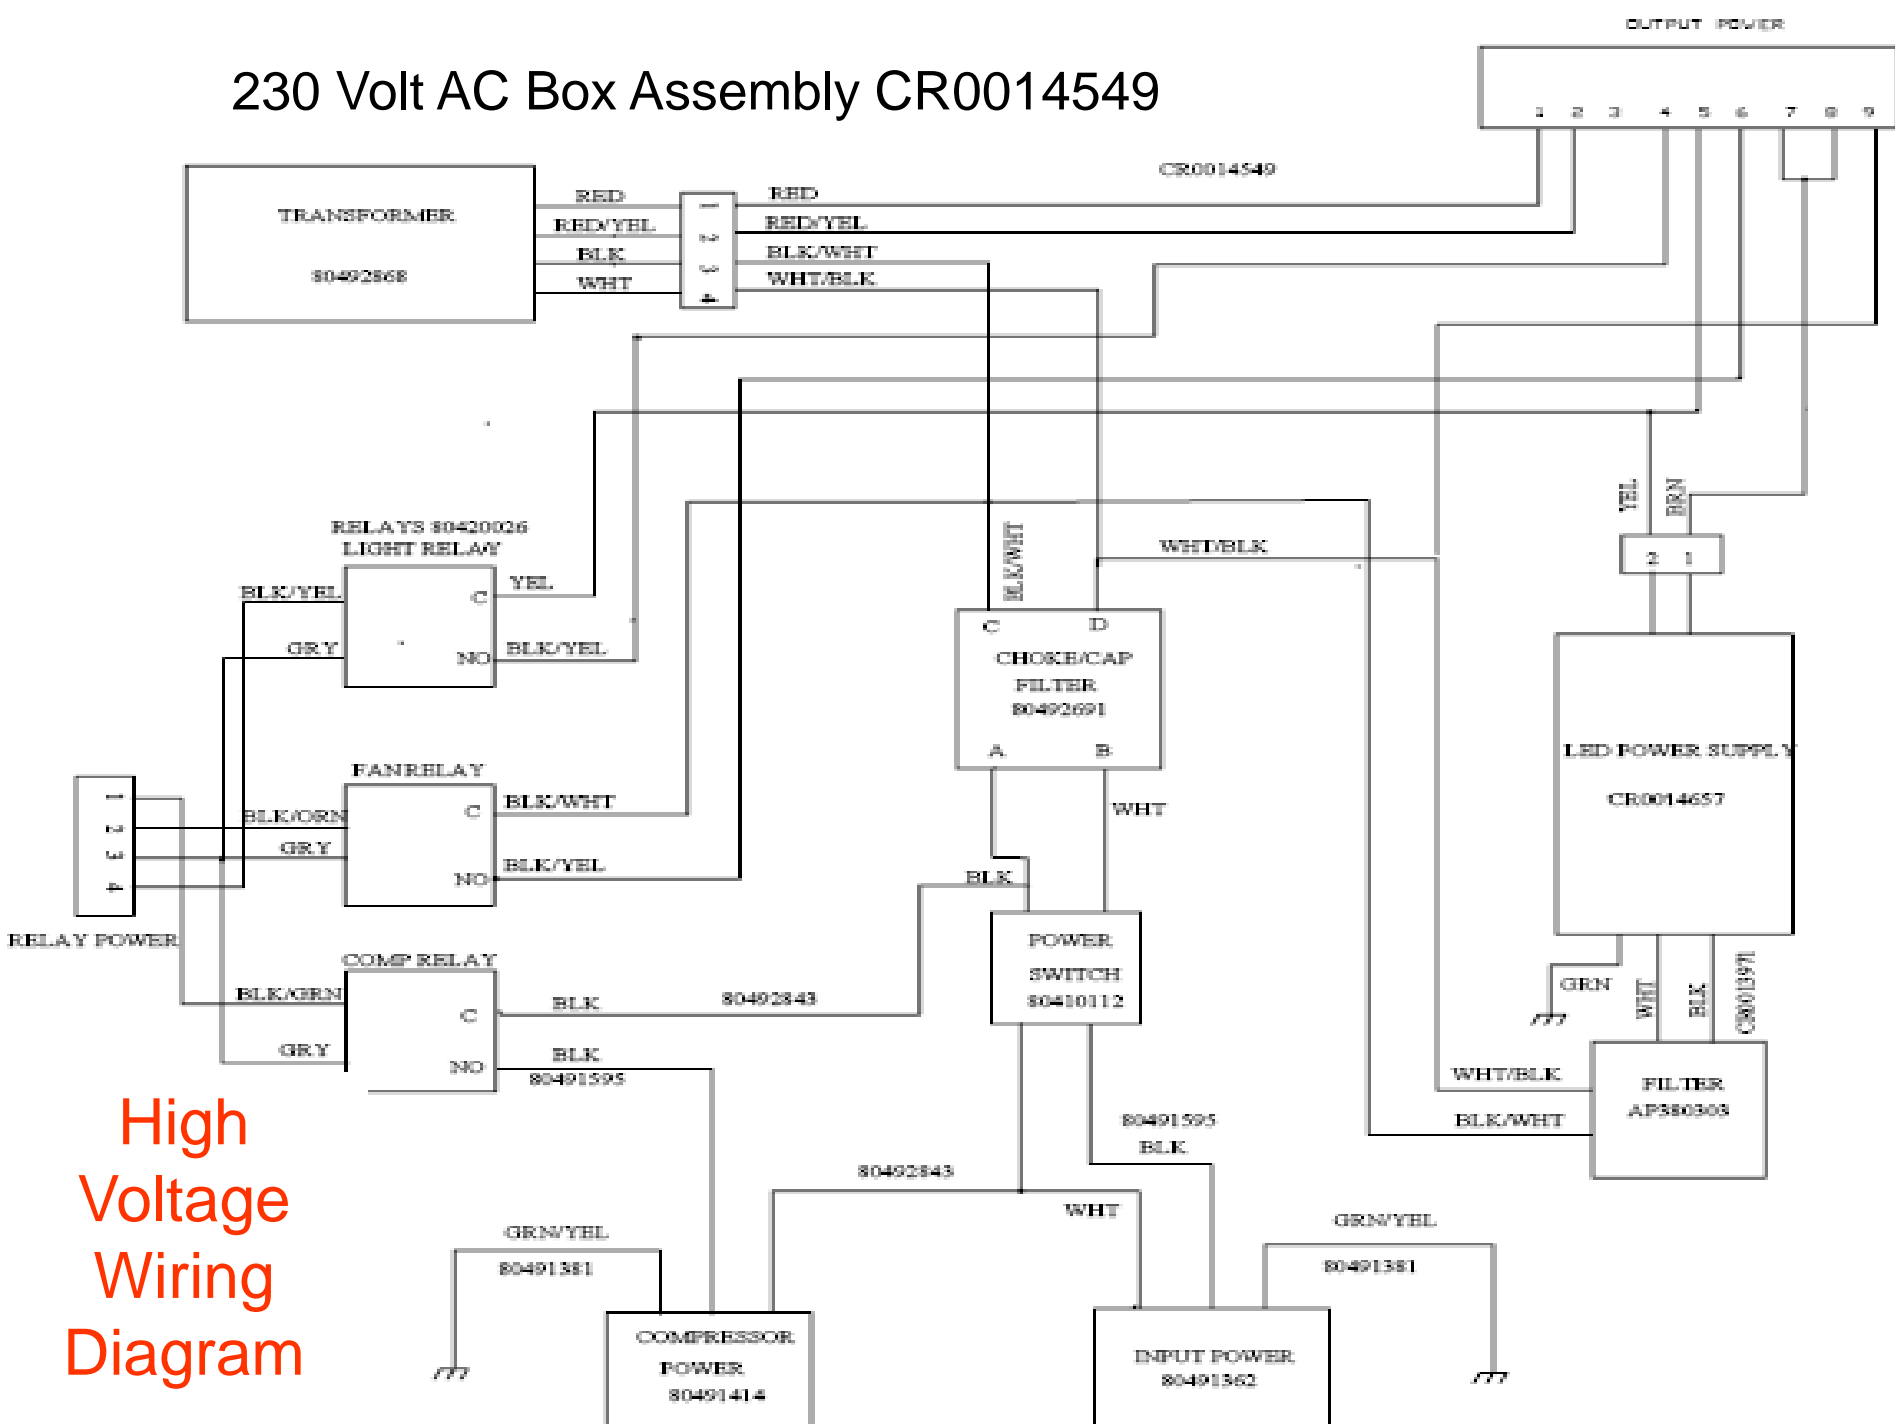 OUTPUT POWER
230 Volt AC Box Assembly CR0014549
1 2 3 4 5 6 7 8 9
CR0014549
TRANSFORMER
80492868
RED
RED/YEL
BLK
WHT
1
2
3
4
RED
RED/YEL
BLK/WHT
WHT/BLK
YEL
BRN
2 1
RELAYS 80420026
LIGHT RELAY
BLK/YEL
GRY
C
NO
YEL
BLK/YEL
BLK/WHT
WHT/BLK
C D
CHOKE/CAP
FILTER
80492691
A B
WHT
BLK
LED POWER SUPPLY
CR0014657
FAN RELAY
BLK/ORN
GRY
C
NO
BLK/WHT
BLK/YEL
1
2
3
4
RELAY POWER
POWER
SWITCH
80410112
COMP RELAY
BLK/GRN
GRY
C
NO
BLK
80492843
BLK
80491595
GRN
WHT
BLK
CR0013971
WHT/BLK
BLK/WHT
FILTER
AP380303
High
Voltage
Wiring
Diagram
80491595
BLK
80492843
WHT
GRN/YEL
80491381
GRN/YEL
80491381
COMPRESSOR
POWER
80491414
INPUT POWER
80491362